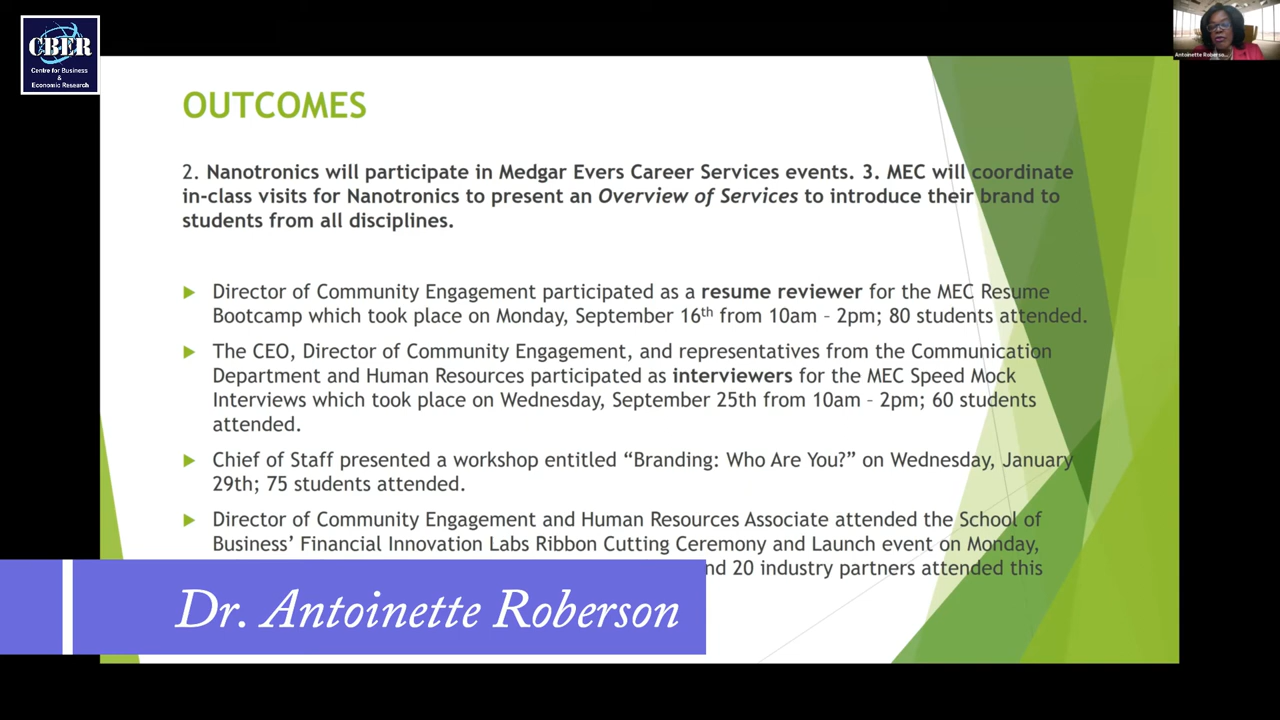 CBER
Centre for Business
&
Economic Research
Antoinette Roberso...
OUTCOMES
2. Nanotronics will participate in Medgar Evers Career Services events. 3. MEC will coordinate
in-class visits for Nanotronics to present an Overview of Services to introduce their brand to
students from all disciplines.
Director of Community Engagement participated as a resume reviewer for the MEC Resume
Bootcamp which took place on Monday, September 16th from 10am – 2pm; 80 students attended.
The CEO, Director of Community Engagement, and representatives from the Communication
Department and Human Resources participated as interviewers for the MEC Speed Mock
Interviews which took place on Wednesday, September 25th from 10am – 2pm; 60 students
attended.
Chief of Staff presented a workshop entitled “Branding: Who Are You?” on Wednesday, January
29th; 75 students attended.
Director of Community Engagement and Human Resources Associate attended the School of
Business’ Financial Innovation Labs Ribbon Cutting Ceremony and Launch event on Monday,
nd 20 industry partners attended this
Dr. Antoinette Roberson